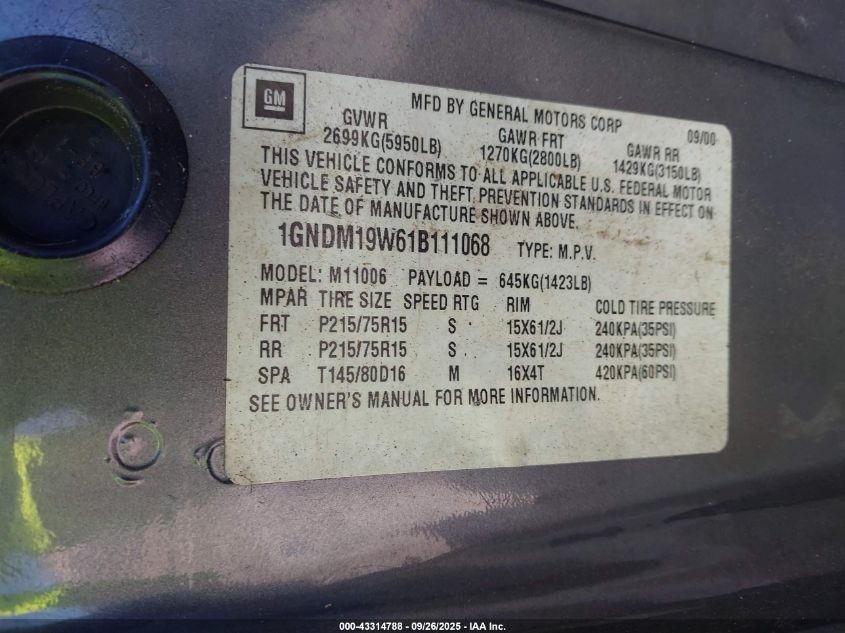 GM
MFD BY GENERAL MOTORS CORP 09/00
GVWR GAWR FRT GAWR RR
2699KG(5950LB) 1270KG(2800LB) 1429KG(3150LB)
THIS VEHICLE CONFORMS TO ALL APPLICABLE U.S. FEDERAL MOTOR
VEHICLE SAFETY AND THEFT PREVENTION STANDARDS IN EFFECT ON
THE DATE OF MANUFACTURE SHOWN ABOVE.
1GNDM19W61B111068 TYPE: M.P.V.
MODEL: M11006 PAYLOAD = 645KG(1423LB)
MPAR TIRE SIZE SPEED RTG RIM COLD TIRE PRESSURE
FRT P215/75R15 S 15X61/2J 240KPA(35PSI)
RR P215/75R15 S 15X61/2J 240KPA(35PSI)
SPA T145/80D16 M 16X4T 420KPA(60PSI)
SEE OWNER'S MANUAL FOR MORE INFORMATION.
000-43314788 - 09/26/2025 - IAA Inc.